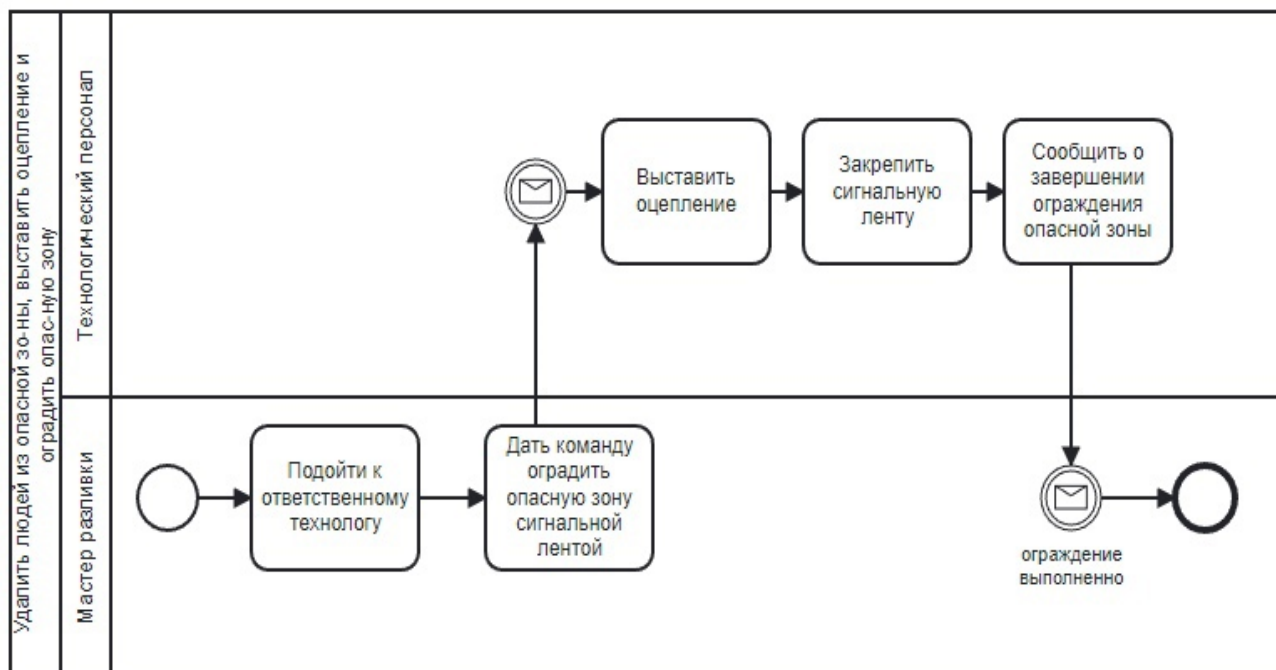 Удалить людей из опасной зо-ны, выставить оцепление и
оградить опас-ную зону
Технологический персонал
Выставить
оцепление
Закрепить
сигнальную
ленту
Сообщить о
завершении
ограждения
опасной зоны
Мастер разливки
Подойти к
ответственному
технологу
Дать команду
оградить
опасную зону
сигнальной
лентой
ограждение
выполненно